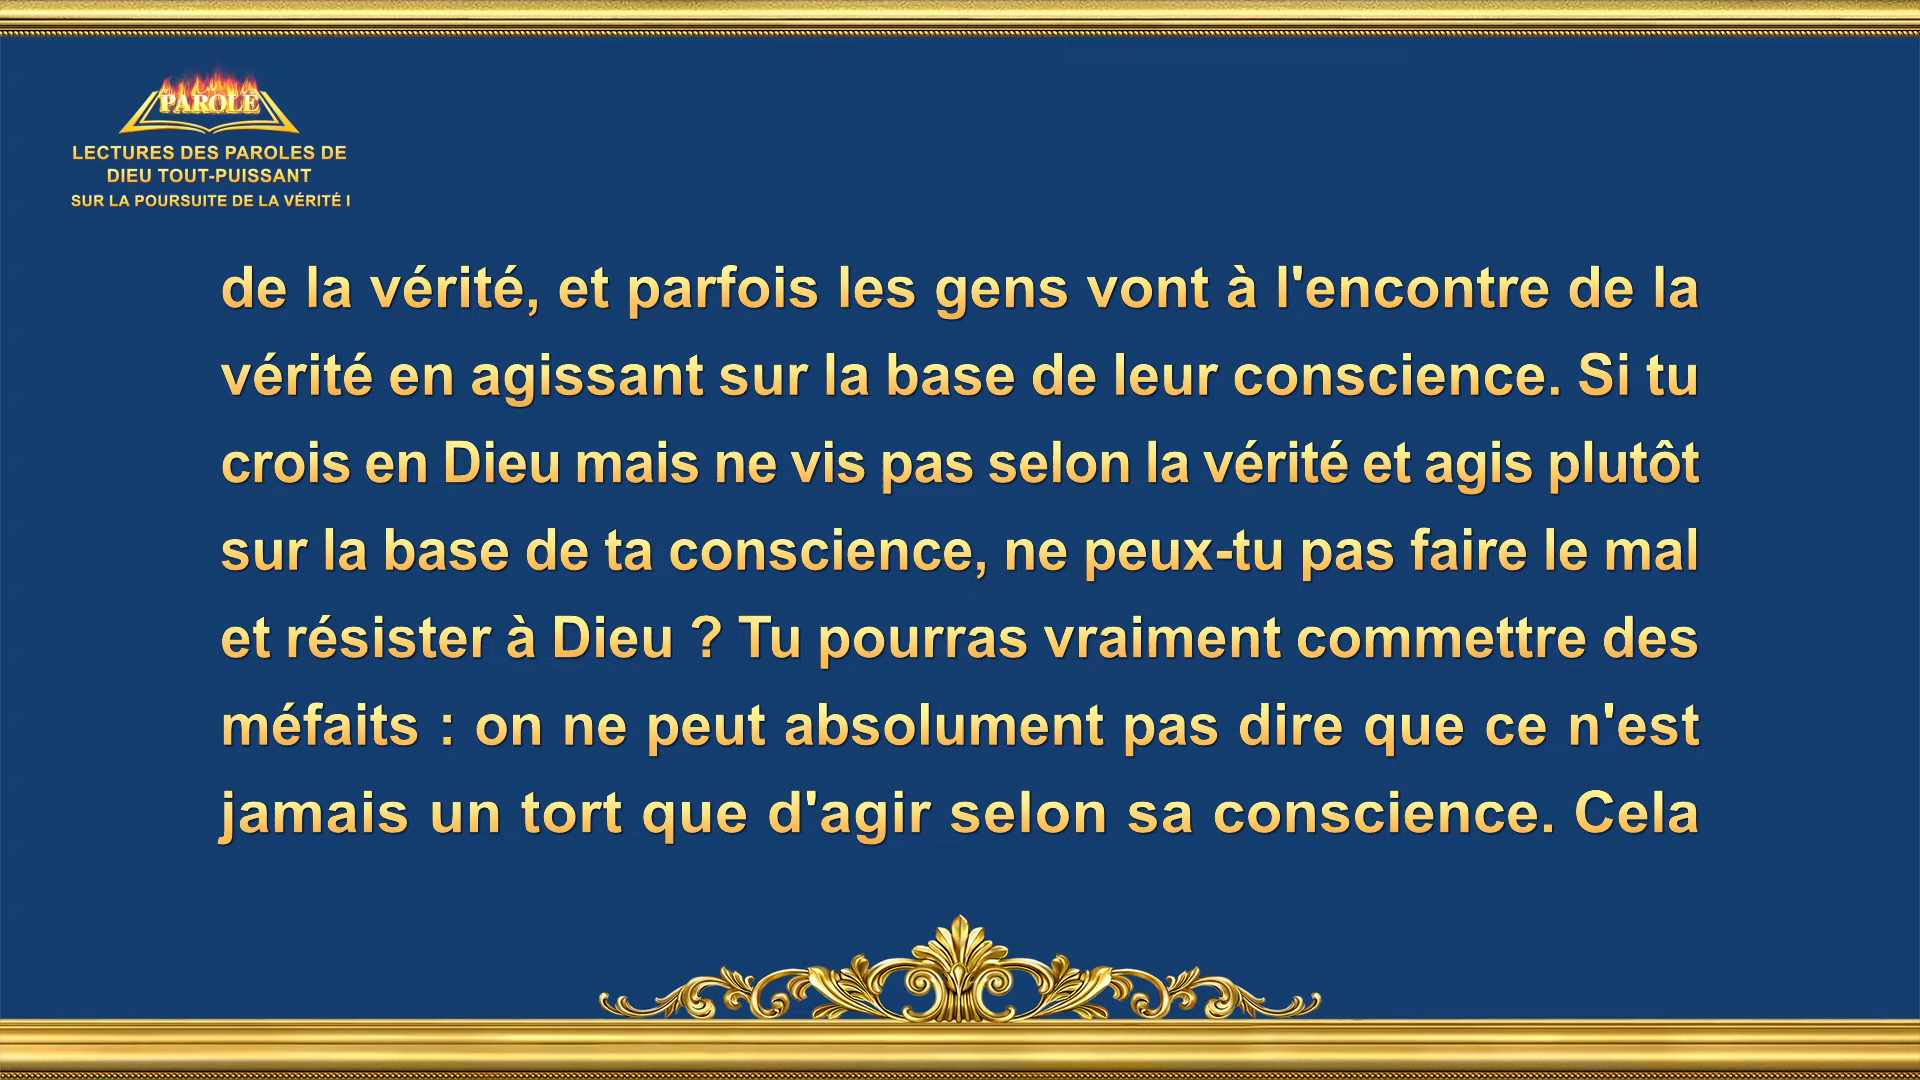 PAROLE
LECTURES DES PAROLES DE
DIEU TOUT-PUISSANT
SUR LA POURSUITE DE LA VÉRITÉ I
de la vérité, et parfois les gens vont à l'encontre de la
vérité en agissant sur la base de leur conscience. Si tu
crois en Dieu mais ne vis pas selon la vérité et agis plutôt
sur la base de ta conscience, ne peux-tu pas faire le mal
et résister à Dieu ? Tu pourras vraiment commettre des
méfaits : on ne peut absolument pas dire que ce n'est
jamais un tort que d'agir selon sa conscience. Cela